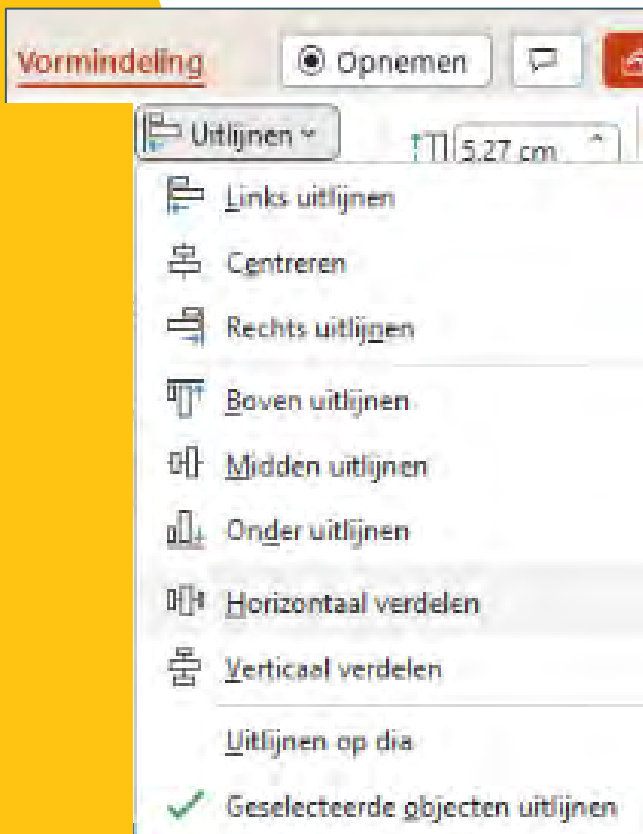 Vormindeling
Opnemen
Uitlijnen
5,27 cm
Links uitlijnen
Centreren
Rechts uitlijnen
Boven uitlijnen
Midden uitlijnen
Onder uitlijnen
Horizontaal verdelen
Verticaal verdelen
Uitlijnen op dia
Geselecteerde objecten uitlijnen